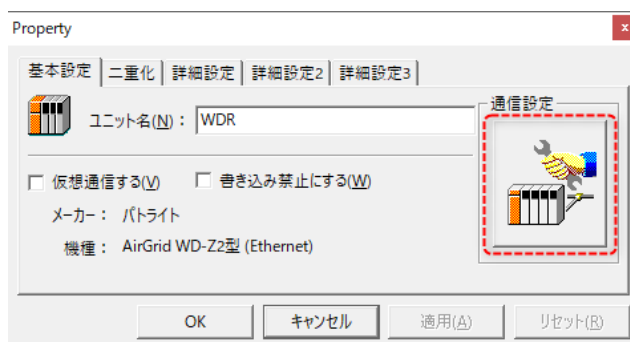 Property
x
基本設定 二重化 詳細設定 詳細設定2 詳細設定3
ユニット名(N)： WDR
通信設定
仮想通信する(V) 書き込み禁止にする(W)
メーカー： パトライト
機種： AirGrid WD-Z2型 (Ethernet)
OK キャンセル 適用(A) リセット(R)